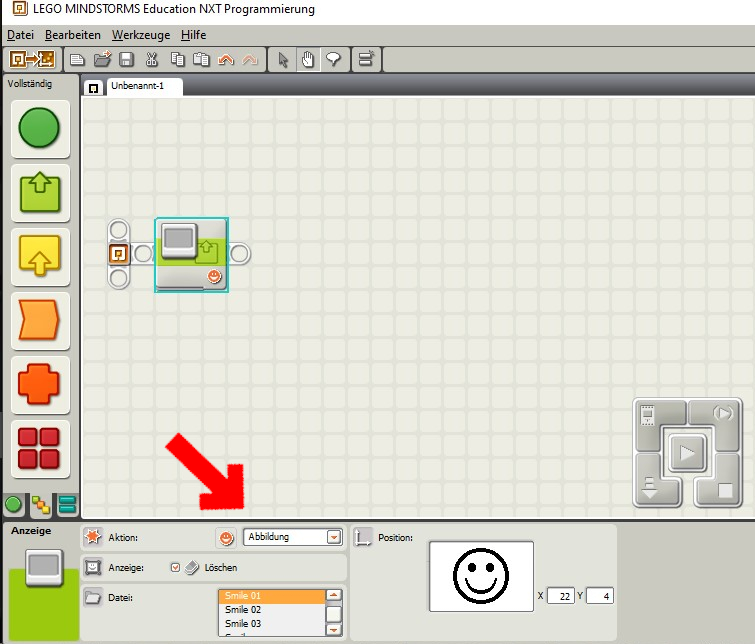 LEGO MINDSTORMS Education NXT Programmierung
Datei Bearbeiten Werkzeuge Hilfe
Vollständig
Unbenannt-1
Anzeige
Aktion: Abbildung
Position:
Anzeige: Löschen
Datei: Smile 01
Smile 02
Smile 03
X 22 Y 4